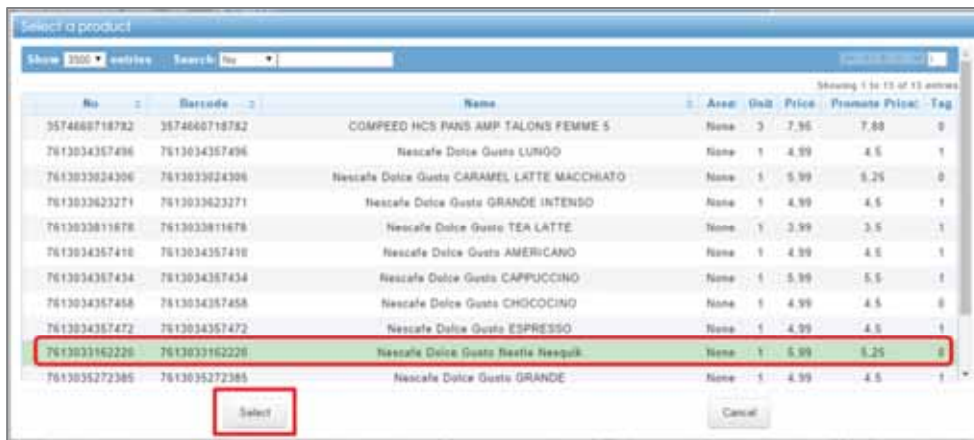 Select a product
Show 3500 entries Search: No
Showing 1 to 15 of 15 entries
No Barcode Name Area Unit Price Promote Price Tag
3574660718782 3574660718782 COMPEED HCS PANS AMP TALONS FEMME 5 None 3 7.95 7.88 0
7613034357496 7613034357496 Nescafe Dolce Gusto LUNGO None 1 4.99 4.5 1
7613033024306 7613033024306 Nescafe Dolce Gusto CARAMEL LATTE MACCHIATO None 1 5.99 5.25 0
7613033623271 7613033623271 Nescafe Dolce Gusto GRANDE INTENSO None 1 4.99 4.5 1
7613033811678 7613033811678 Nescafe Dolce Gusto TEA LATTE None 1 3.99 3.5 1
7613034357410 7613034357410 Nescafe Dolce Gusto AMERICANO None 1 4.99 4.5 1
7613034357434 7613034357434 Nescafe Dolce Gusto CAPPUCCINO None 1 5.99 5.5 1
7613034357458 7613034357458 Nescafe Dolce Gusto CHOCOCINO None 1 4.99 4.5 0
7613034357472 7613034357472 Nescafe Dolce Gusto ESPRESSO None 1 4.99 4.5 1
7613033162220 7613033162220 Nescafe Dolce Gusto Nestle Nesquik None 1 5.99 5.25 0
7613035272385 7613035272385 Nescafe Dolce Gusto GRANDE None 1 4.99 4.5 1
Select Cancel